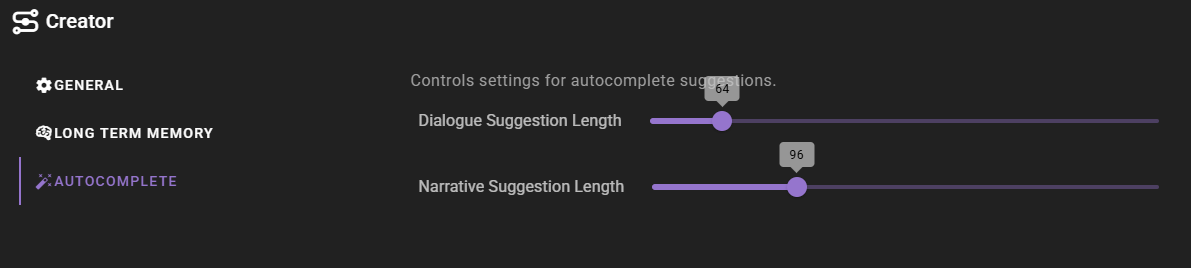 Creator
GENERAL
LONG TERM MEMORY
AUTOCOMPLETE
Controls settings for autocomplete suggestions.
64
Dialogue Suggestion Length
96
Narrative Suggestion Length